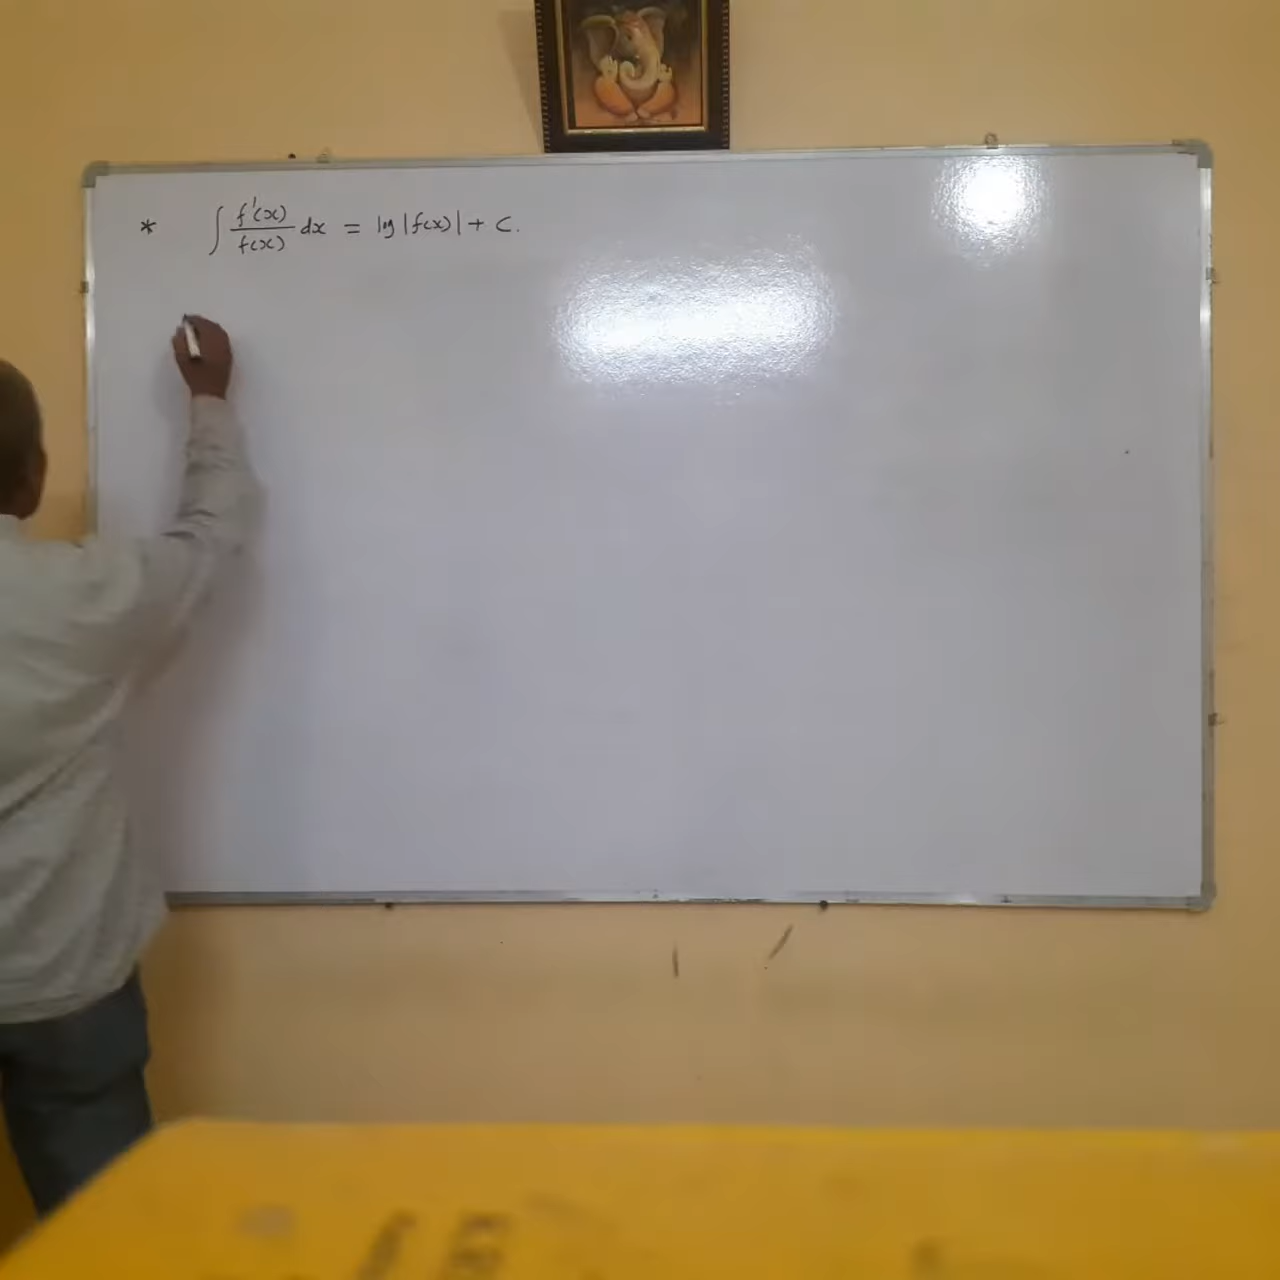 * ∫ f'(x)/f(x) dx = log |f(x)| + c.